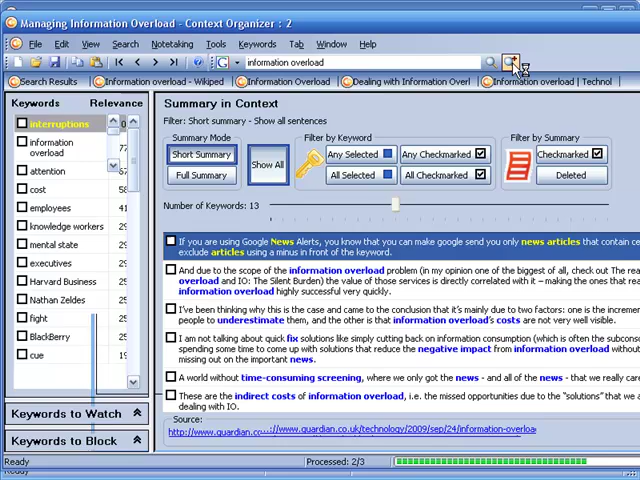 Managing Information Overload - Context Organizer : 2
File Edit View Search Notetaking Tools Keywords Tab Window Help
information overload
Search Results Information overload - Wikiped Information Overload Dealing with Information Overl Information overload | Technol
Keywords Relevance
interruptions
information overload 77
attention 67
cost 58
employees 38
knowledge workers 29
mental state 29
executives 29
Harvard Business 25
Nathan Zeldes 25
fight 25
BlackBerry 25
cue 19
Keywords to Watch
Keywords to Block
Summary in Context
Filter: Short summary - Show all sentences
Summary Mode
Short Summary
Full Summary
Show All
Filter by Keyword
Any Selected Any Checkmarked
All Selected All Checkmarked
Filter by Summary
Checkmarked
Deleted
Number of Keywords: 13
If you are using Google News Alerts, you know that you can make google send you only news articles that contain ce
exclude articles using a minus in front of the keyword.
And due to the scope of the information overload problem (in my opinion one of the biggest of all, check out The rea
overload and IO: The Silent Burden) the value of those services is directly correlated with it – making the ones that rea
information overload highly successful very quickly.
I've been thinking why this is the case and came to the conclusion that it's mainly due to two factors: one is the increme
people to underestimate them, and the other is that information overload's costs are not very well visible.
I am not talking about quick fix solutions like simply cutting back on information consumption (which is often the subconsc
spending some time to come up with solutions that reduce the negative impact from information overload withou
missing out on the important news.
A world without time-consuming screening, where we only got the news - and all of the news - that we really care
These are the indirect costs of information overload, i.e. the missed opportunities due to the "solutions" that we a
dealing with IO.
Source:
http://www.guardian.co.uk/technology/2009/sep/24/information-overloa
Ready Processed: 2/3
Ready